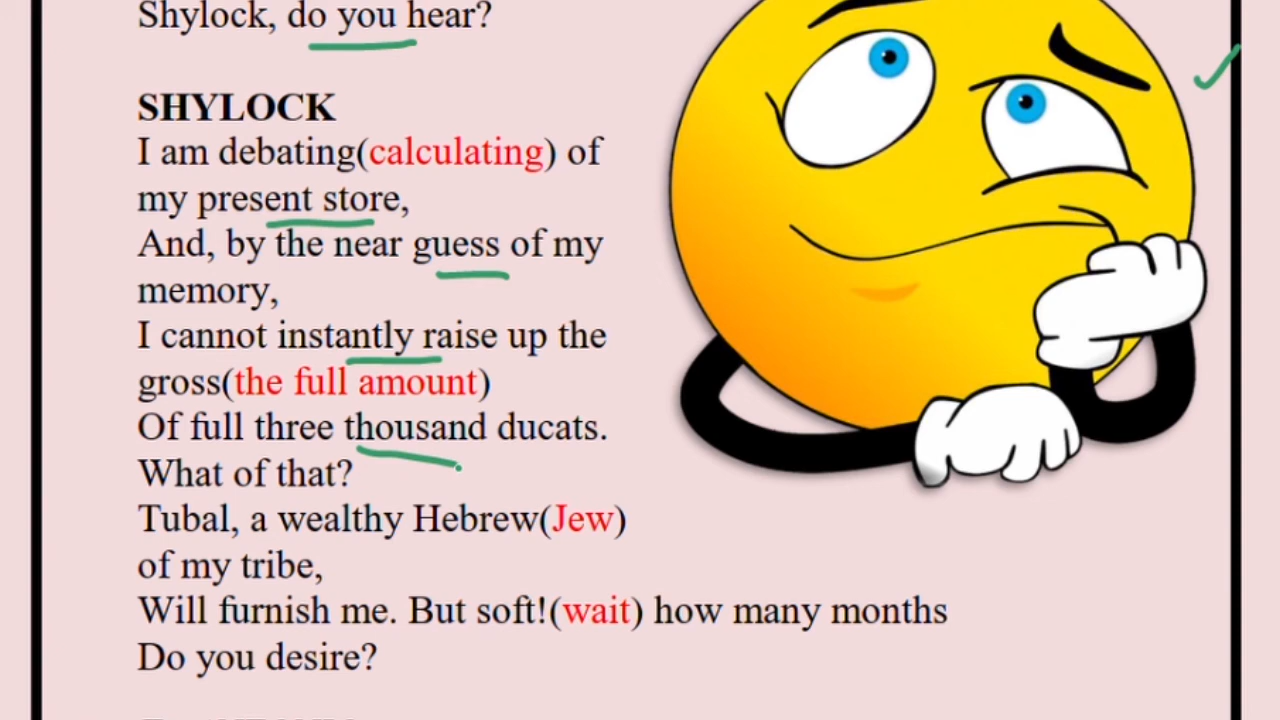 Shylock, do you hear?
SHYLOCK
I am debating(calculating) of
my present store,
And, by the near guess of my
memory,
I cannot instantly raise up the
gross(the full amount)
Of full three thousand ducats.
What of that?
Tubal, a wealthy Hebrew(Jew)
of my tribe,
Will furnish me. But soft!(wait) how many months
Do you desire?